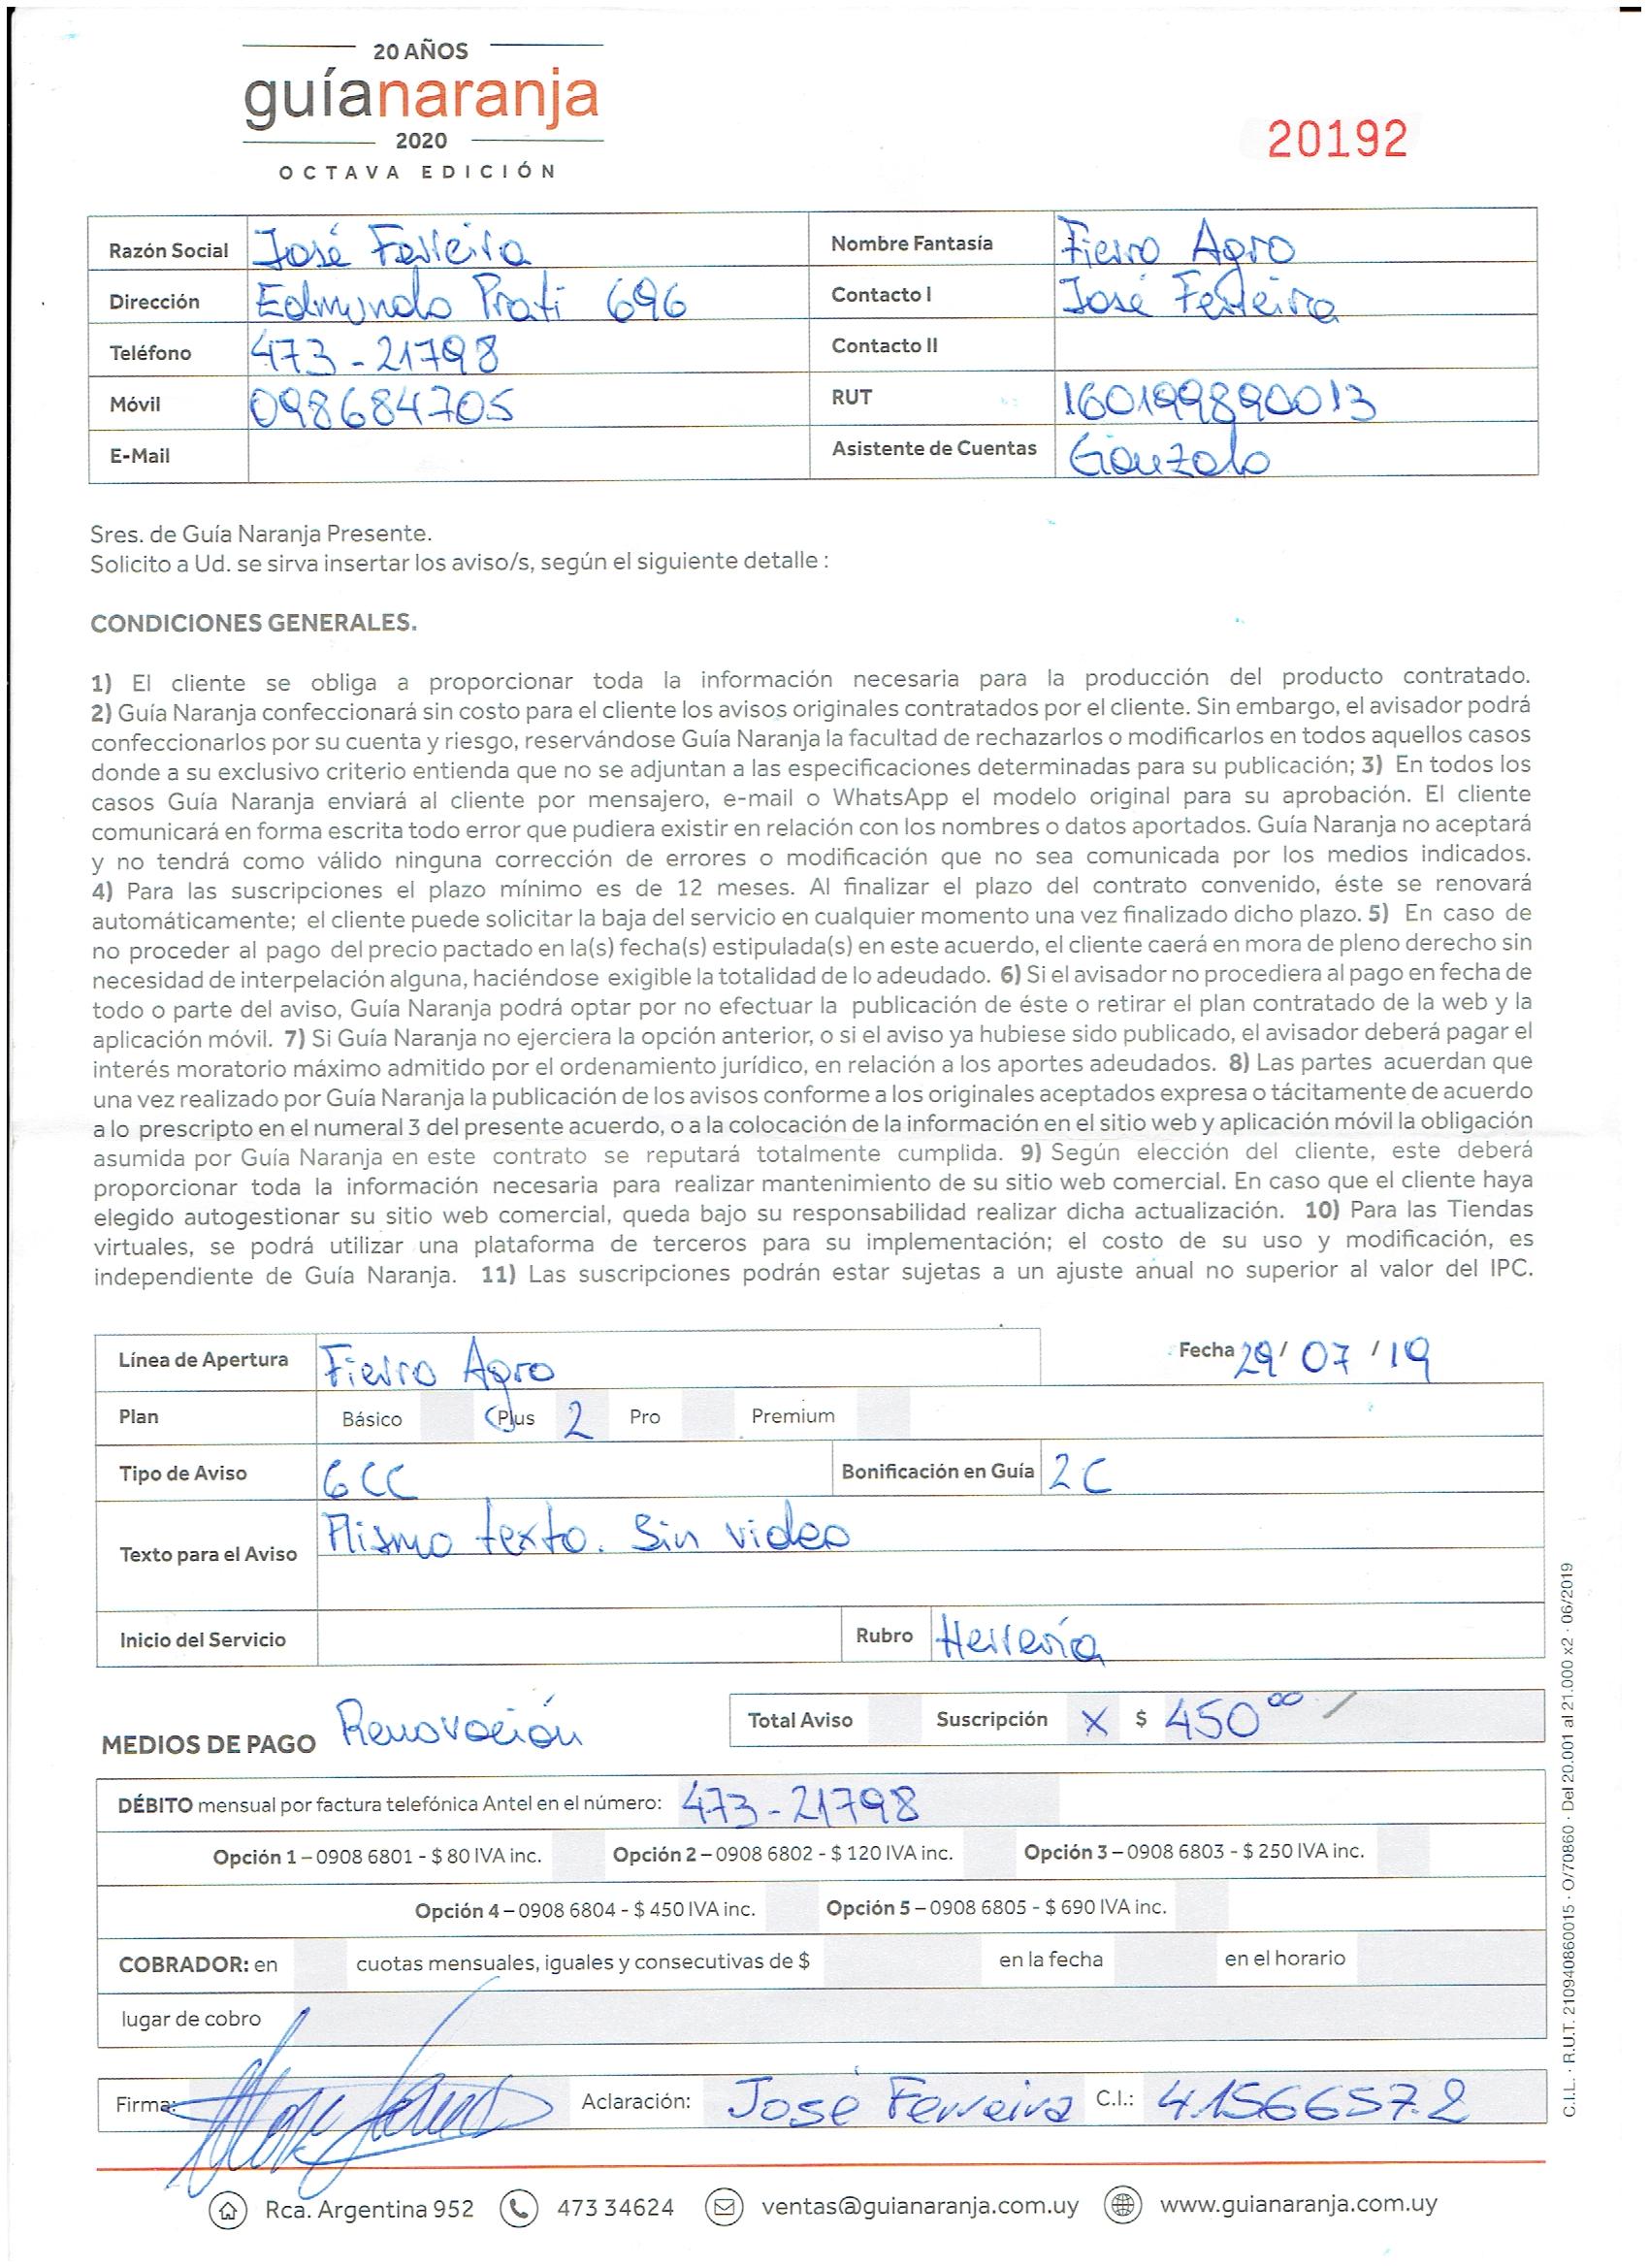 20 AÑOS
guíanaranja
2020
OCTAVA EDICIÓN
20192
Razón Social José Ferreira Nombre Fantasía Fierro Agro
Dirección Edmundo Prati 696 Contacto I José Ferreira
Teléfono 473-21798 Contacto II
Móvil 098684705 RUT 160199890013
E-Mail Asistente de Cuentas Gonzalo
Sres. de Guía Naranja Presente.
Solicito a Ud. se sirva insertar los aviso/s, según el siguiente detalle :
CONDICIONES GENERALES.
1) El cliente se obliga a proporcionar toda la información necesaria para la producción del producto contratado.
2) Guía Naranja confeccionará sin costo para el cliente los avisos originales contratados por el cliente. Sin embargo, el avisador podrá
confeccionarlos por su cuenta y riesgo, reservándose Guía Naranja la facultad de rechazarlos o modificarlos en todos aquellos casos
donde a su exclusivo criterio entienda que no se adjuntan a las especificaciones determinadas para su publicación; 3) En todos los
casos Guía Naranja enviará al cliente por mensajero, e-mail o WhatsApp el modelo original para su aprobación. El cliente
comunicará en forma escrita todo error que pudiera existir en relación con los nombres o datos aportados. Guía Naranja no aceptará
y no tendrá como válido ninguna corrección de errores o modificación que no sea comunicada por los medios indicados.
4) Para las suscripciones el plazo mínimo es de 12 meses. Al finalizar el plazo del contrato convenido, éste se renovará
automáticamente; el cliente puede solicitar la baja del servicio en cualquier momento una vez finalizado dicho plazo. 5) En caso de
no proceder al pago del precio pactado en la(s) fecha(s) estipulada(s) en este acuerdo, el cliente caerá en mora de pleno derecho sin
necesidad de interpelación alguna, haciéndose exigible la totalidad de lo adeudado. 6) Si el avisador no procediera al pago en fecha de
todo o parte del aviso, Guía Naranja podrá optar por no efectuar la publicación de éste o retirar el plan contratado de la web y la
aplicación móvil. 7) Si Guía Naranja no ejerciera la opción anterior, o si el aviso ya hubiese sido publicado, el avisador deberá pagar el
interés moratorio máximo admitido por el ordenamiento jurídico, en relación a los aportes adeudados. 8) Las partes acuerdan que
una vez realizado por Guía Naranja la publicación de los avisos conforme a los originales aceptados expresa o tácitamente de acuerdo
a lo prescripto en el numeral 3 del presente acuerdo, o a la colocación de la información en el sitio web y aplicación móvil la obligación
asumida por Guía Naranja en este contrato se reputará totalmente cumplida. 9) Según elección del cliente, este deberá
proporcionar toda la información necesaria para realizar mantenimiento de su sitio web comercial. En caso que el cliente haya
elegido autogestionar su sitio web comercial, queda bajo su responsabilidad realizar dicha actualización. 10) Para las Tiendas
virtuales, se podrá utilizar una plataforma de terceros para su implementación; el costo de su uso y modificación, es
independiente de Guía Naranja. 11) Las suscripciones podrán estar sujetas a un ajuste anual no superior al valor del IPC.
Línea de Apertura Fierro Agro Fecha 29/ 07 /19
Plan Básico Plus 2 Pro Premium
Tipo de Aviso 6CC Bonificación en Guía 2C
Texto para el Aviso Mismo texto. Sin video
Inicio del Servicio Rubro Herrería
MEDIOS DE PAGO Renovación Total Aviso Suscripción X $ 450 00
DÉBITO mensual por factura telefónica Antel en el número: 473-21798
Opción 1 – 0908 6801 - $ 80 IVA inc. Opción 2 – 0908 6802 - $ 120 IVA inc. Opción 3 – 0908 6803 - $ 250 IVA inc.
Opción 4 – 0908 6804 - $ 450 IVA inc. Opción 5 – 0908 6805 - $ 690 IVA inc.
COBRADOR: en cuotas mensuales, iguales y consecutivas de $ en la fecha en el horario
lugar de cobro
Firma: Aclaración: José Ferreira C.I.: 4.156657.2
Rca. Argentina 952 473 34624 ventas@guianaranja.com.uy www.guianaranja.com.uy
C.I.L. · R.U.T. 210940860015 · O/70860 · Del 20.001 al 21.000 x2 · 06/2019